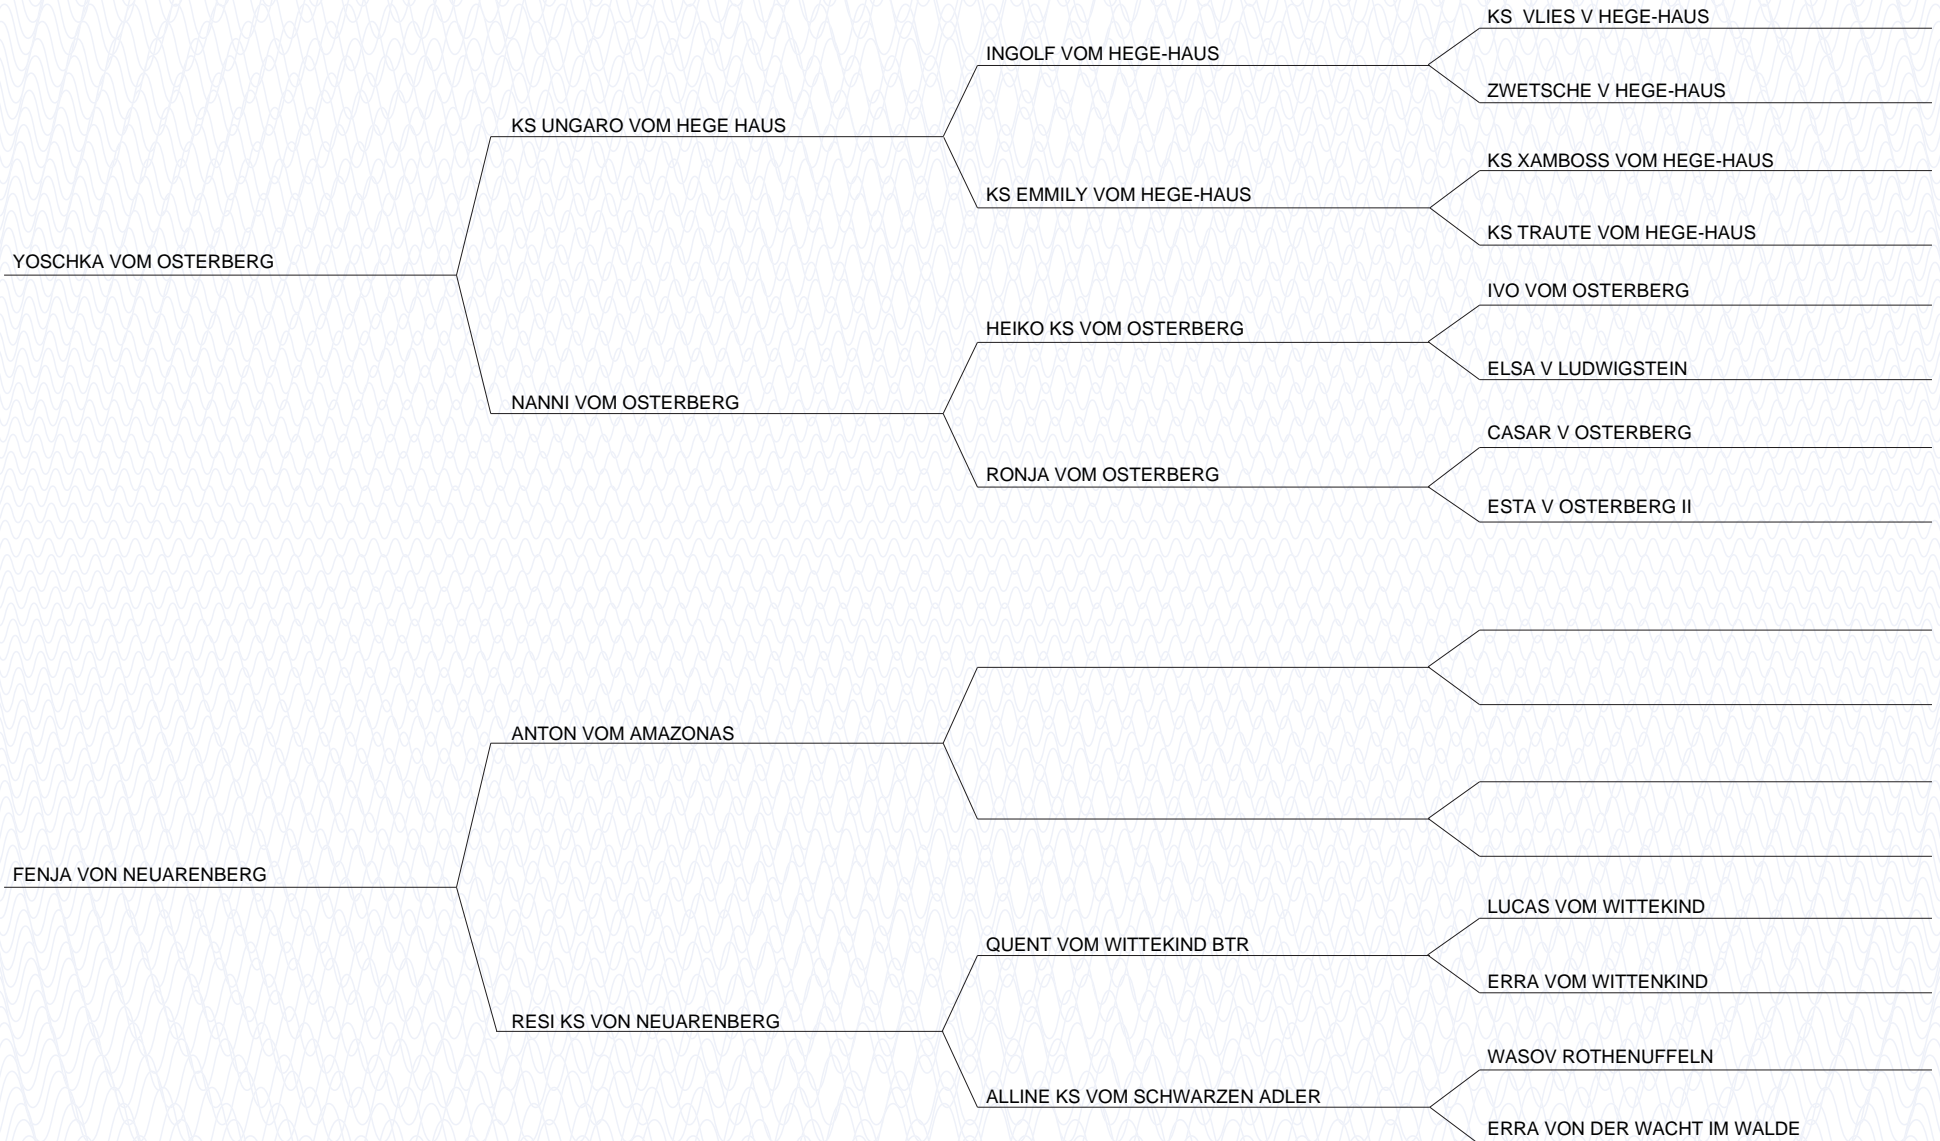 KS VLIES V HEGE-HAUS
INGOLF VOM HEGE-HAUS
ZWETSCHE V HEGE-HAUS
KS UNGARO VOM HEGE HAUS
KS XAMBOSS VOM HEGE-HAUS
KS EMMILY VOM HEGE-HAUS
KS TRAUTE VOM HEGE-HAUS
YOSCHKA VOM OSTERBERG
IVO VOM OSTERBERG
HEIKO KS VOM OSTERBERG
ELSA V LUDWIGSTEIN
NANNI VOM OSTERBERG
CASAR V OSTERBERG
RONJA VOM OSTERBERG
ESTA V OSTERBERG II
ANTON VOM AMAZONAS
FENJA VON NEUARENBERG
LUCAS VOM WITTEKIND
QUENT VOM WITTEKIND BTR
ERRA VOM WITTENKIND
RESI KS VON NEUARENBERG
WASOV ROTHENUFFELN
ALLINE KS VOM SCHWARZEN ADLER
ERRA VON DER WACHT IM WALDE